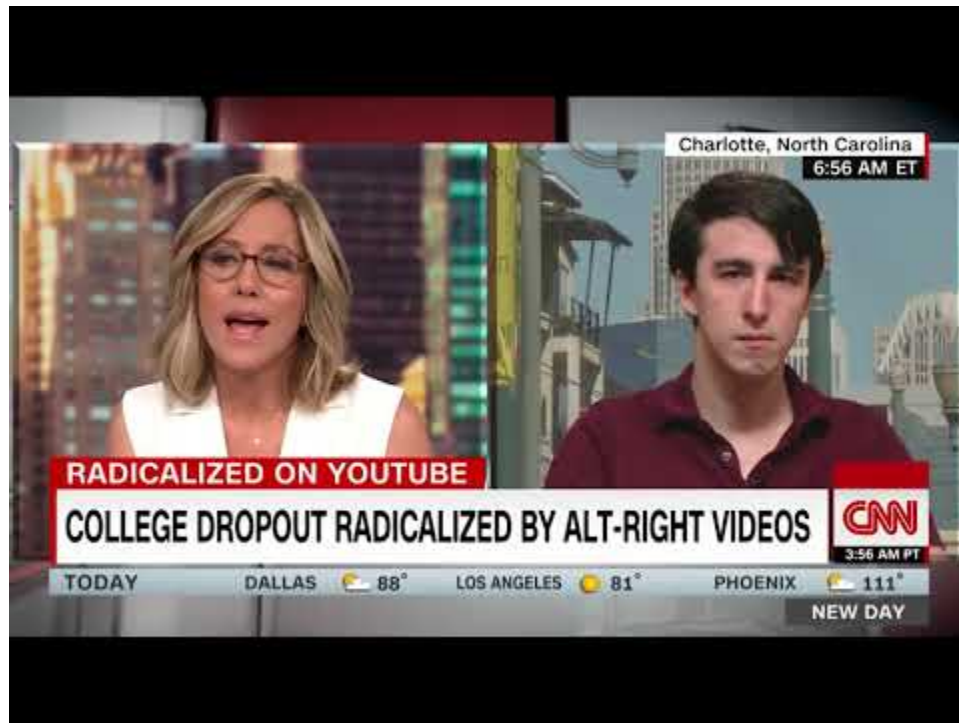 Charlotte, North Carolina
6:56 AM ET
RADICALIZED ON YOUTUBE
COLLEGE DROPOUT RADICALIZED BY ALT-RIGHT VIDEOS
CNN
3:56 AM PT
TODAY DALLAS 88° LOS ANGELES 81° PHOENIX 111°
NEW DAY